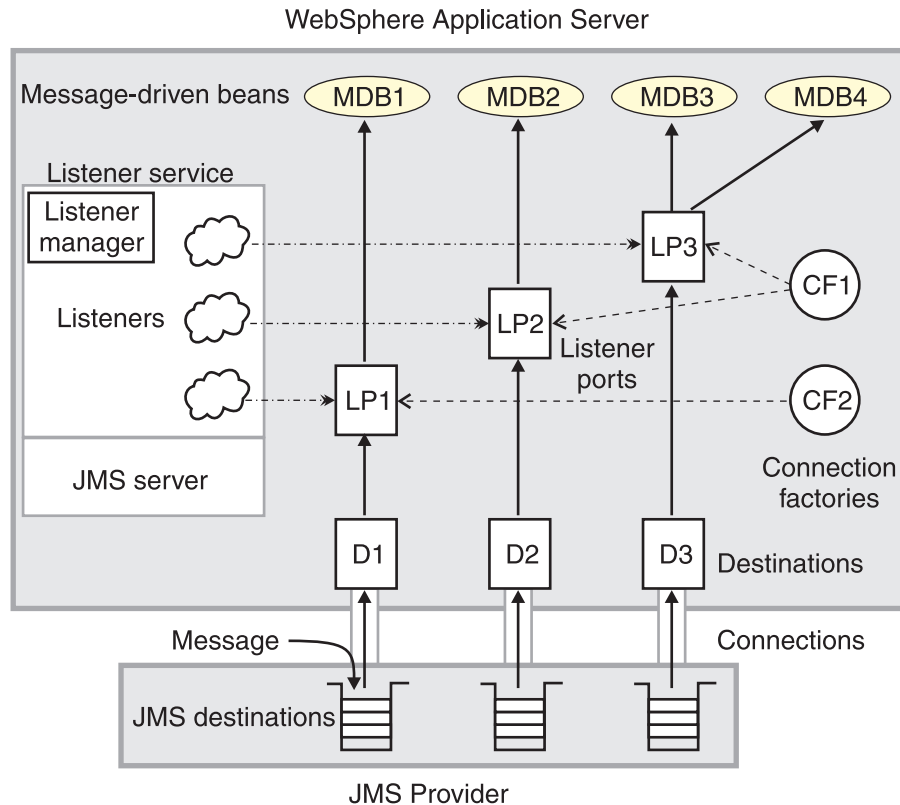 WebSphere Application Server
Message-driven beans
MDB1
MDB2
MDB3
MDB4
Listener service
Listener
manager
LP3
CF1
Listeners
LP2
Listener
ports
LP1
CF2
JMS server
Connection
factories
D1
D2
D3
Destinations
Message
Connections
JMS destinations
JMS Provider